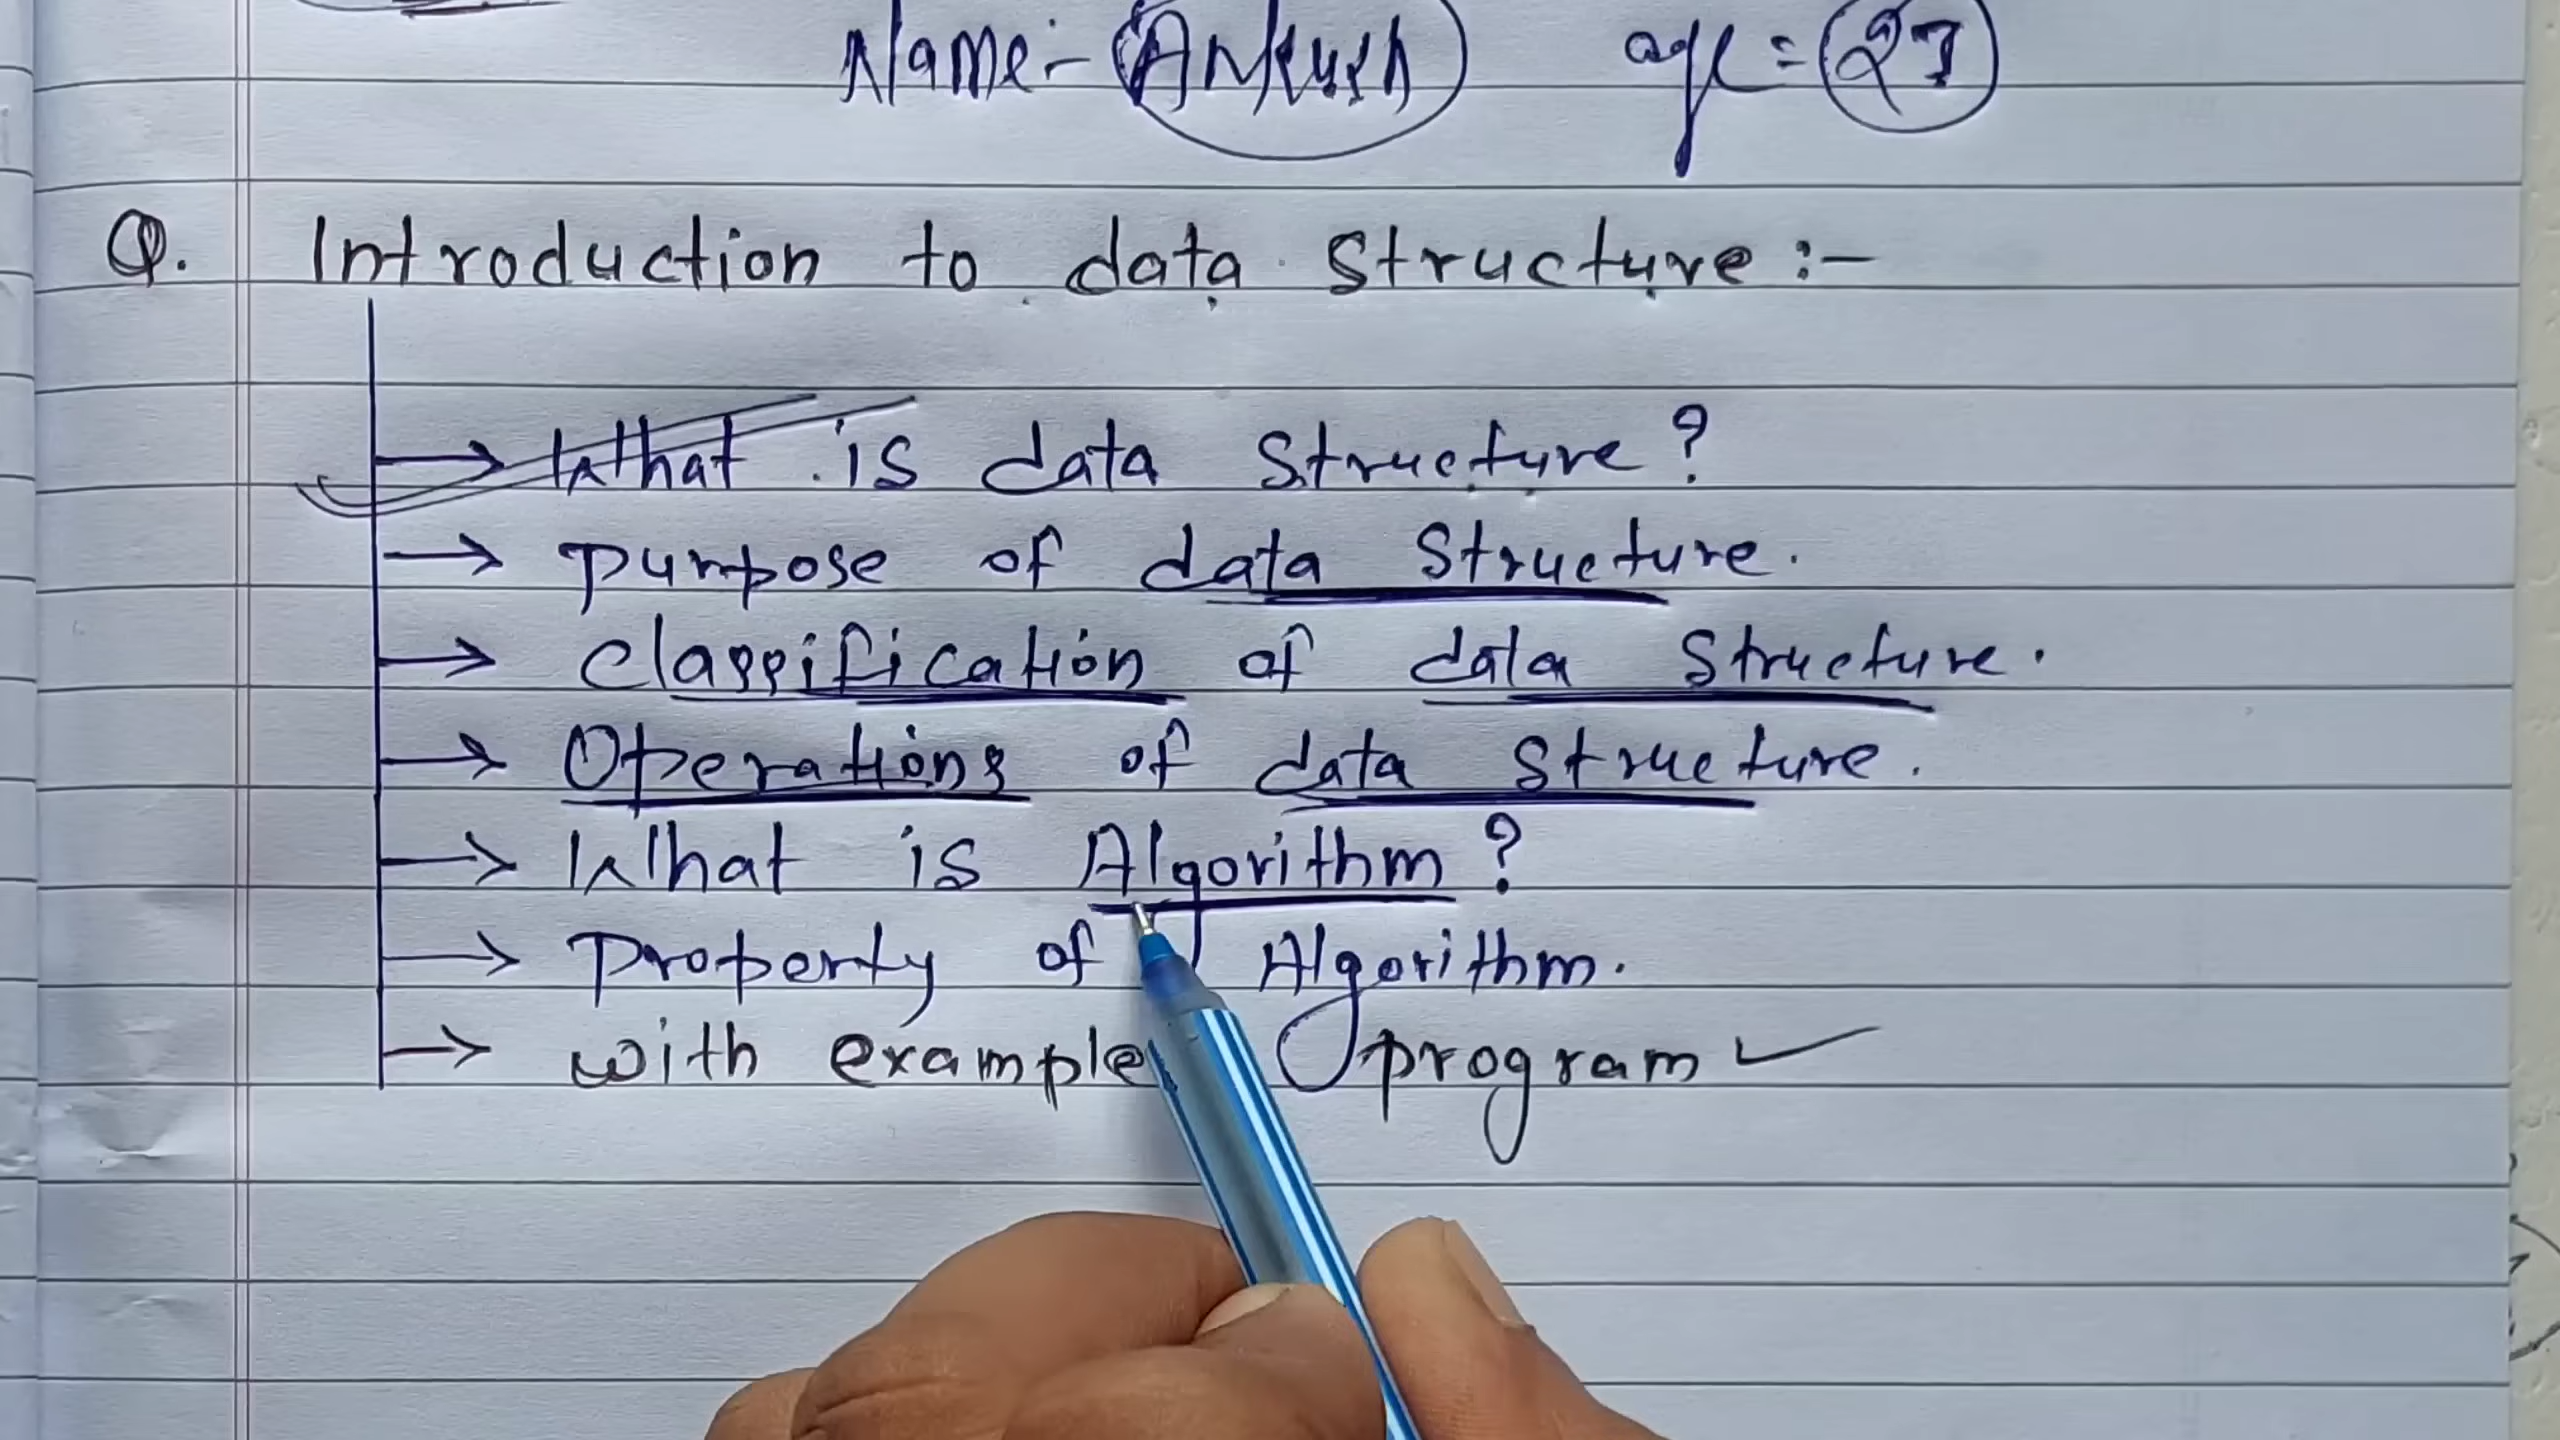 Name:- Ankush age = 27
Q. Introduction to data structure :-
→ What is data structure?
→ purpose of data structure.
→ classification of data structure.
→ Operations of data structure.
→ What is Algorithm?
→ Property of Algorithm.
→ with example program ✓